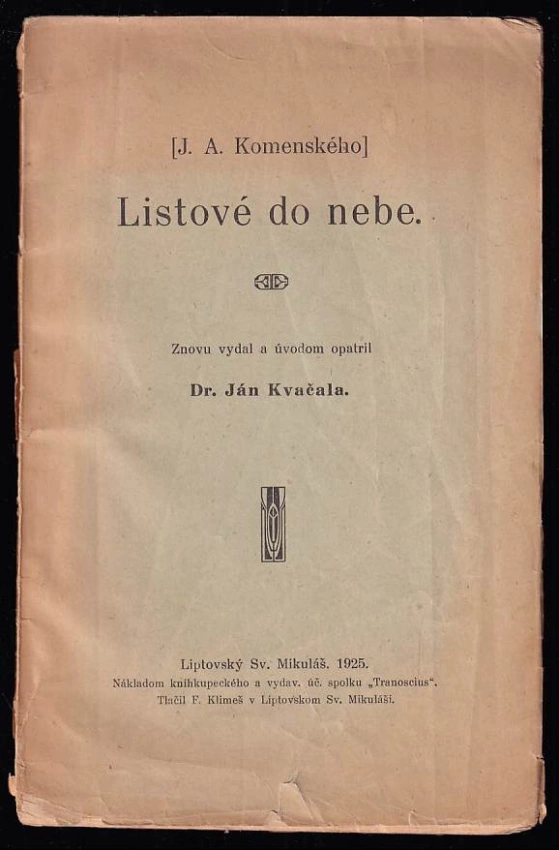 [J. A. Komenského]
Listové do nebe.
Znovu vydal a úvodom opatril
Dr. Ján Kvačala.
Liptovský Sv. Mikuláš. 1925.
Nákladom knihkupeckého a vydav. úč. spolku „Tranoscius“.
Tlačil F. Klimeš v Liptovskom Sv. Mikuláši.